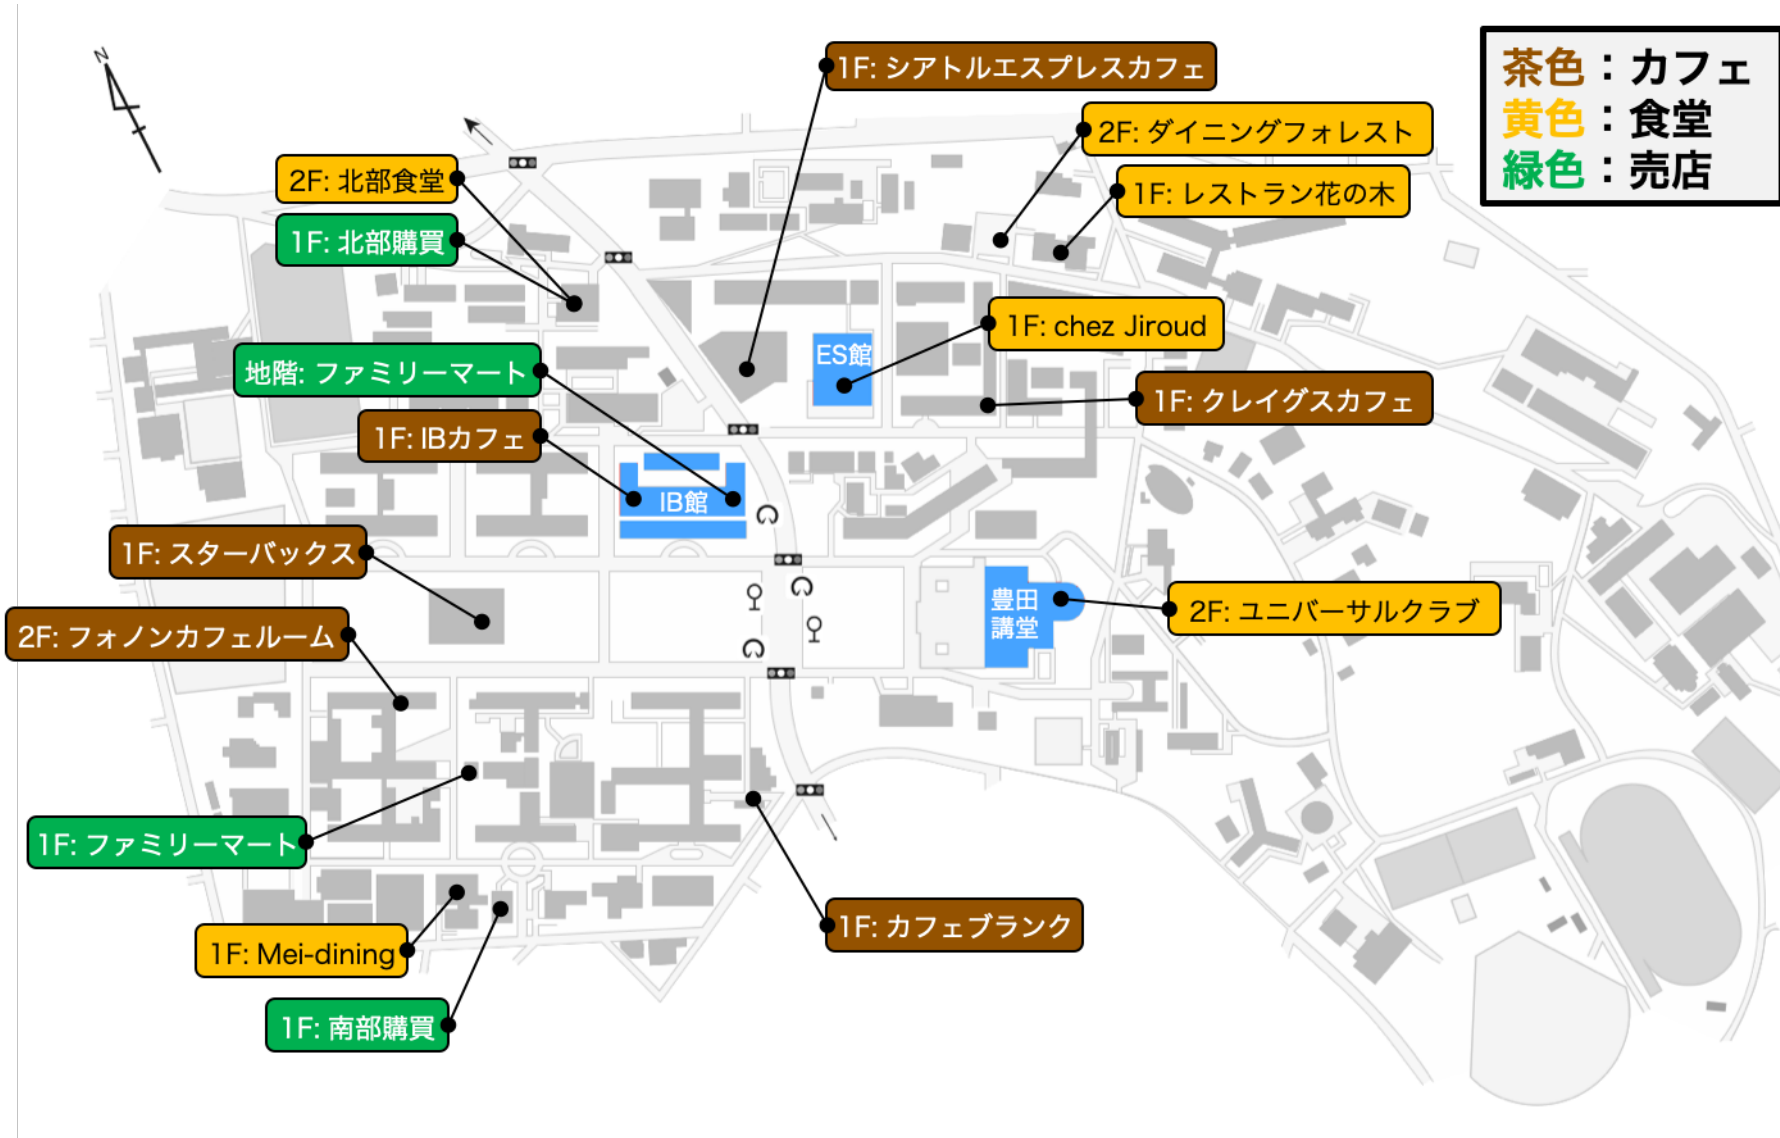 N
茶色：カフェ
黄色：食堂
緑色：売店
1F: シアトルエスプレスカフェ
2F: ダイニングフォレスト
2F: 北部食堂
1F: レストラン花の木
1F: 北部購買
1F: chez Jiroud
ES館
地階: ファミリーマート
1F: クレイグスカフェ
1F: IBカフェ
IB館
1F: スターバックス
豊田
講堂
2F: ユニバーサルクラブ
2F: フォノンカフェルーム
1F: ファミリーマート
1F: カフェブランク
1F: Mei-dining
1F: 南部購買